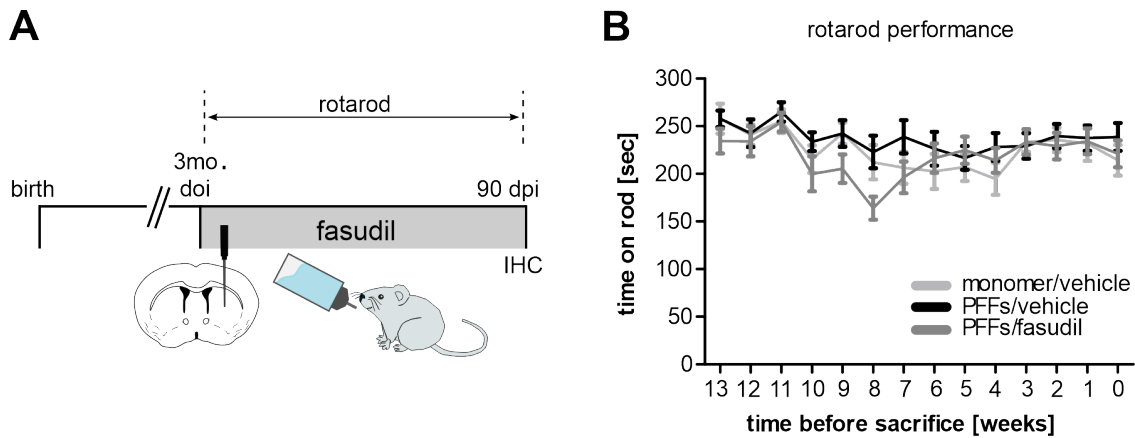 A
rotarod
3mo.
birth
doi
90 dpi
fasudil
IHC
B
rotarod performance
time on rod [sec]
300
250
200
150
100
50
0
monomer/vehicle
PFFs/vehicle
PFFs/fasudil
13 12 11 10 9 8 7 6 5 4 3 2 1 0
time before sacrifice [weeks]